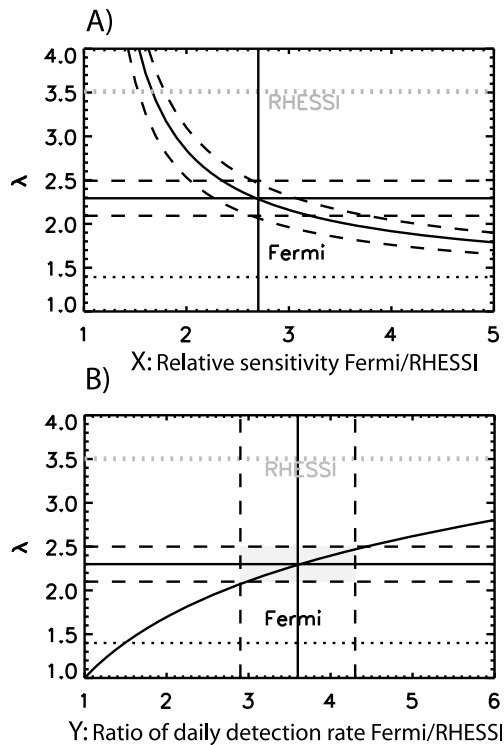 A)
4.0
3.5
RHESSI
3.0
λ
2.5
2.0
Fermi
1.5
1.0
1 2 3 4 5
X: Relative sensitivity Fermi/RHESSI
B)
4.0
3.5
RHESSI
3.0
λ
2.5
2.0
Fermi
1.5
1.0
1 2 3 4 5 6
Y: Ratio of daily detection rate Fermi/RHESSI